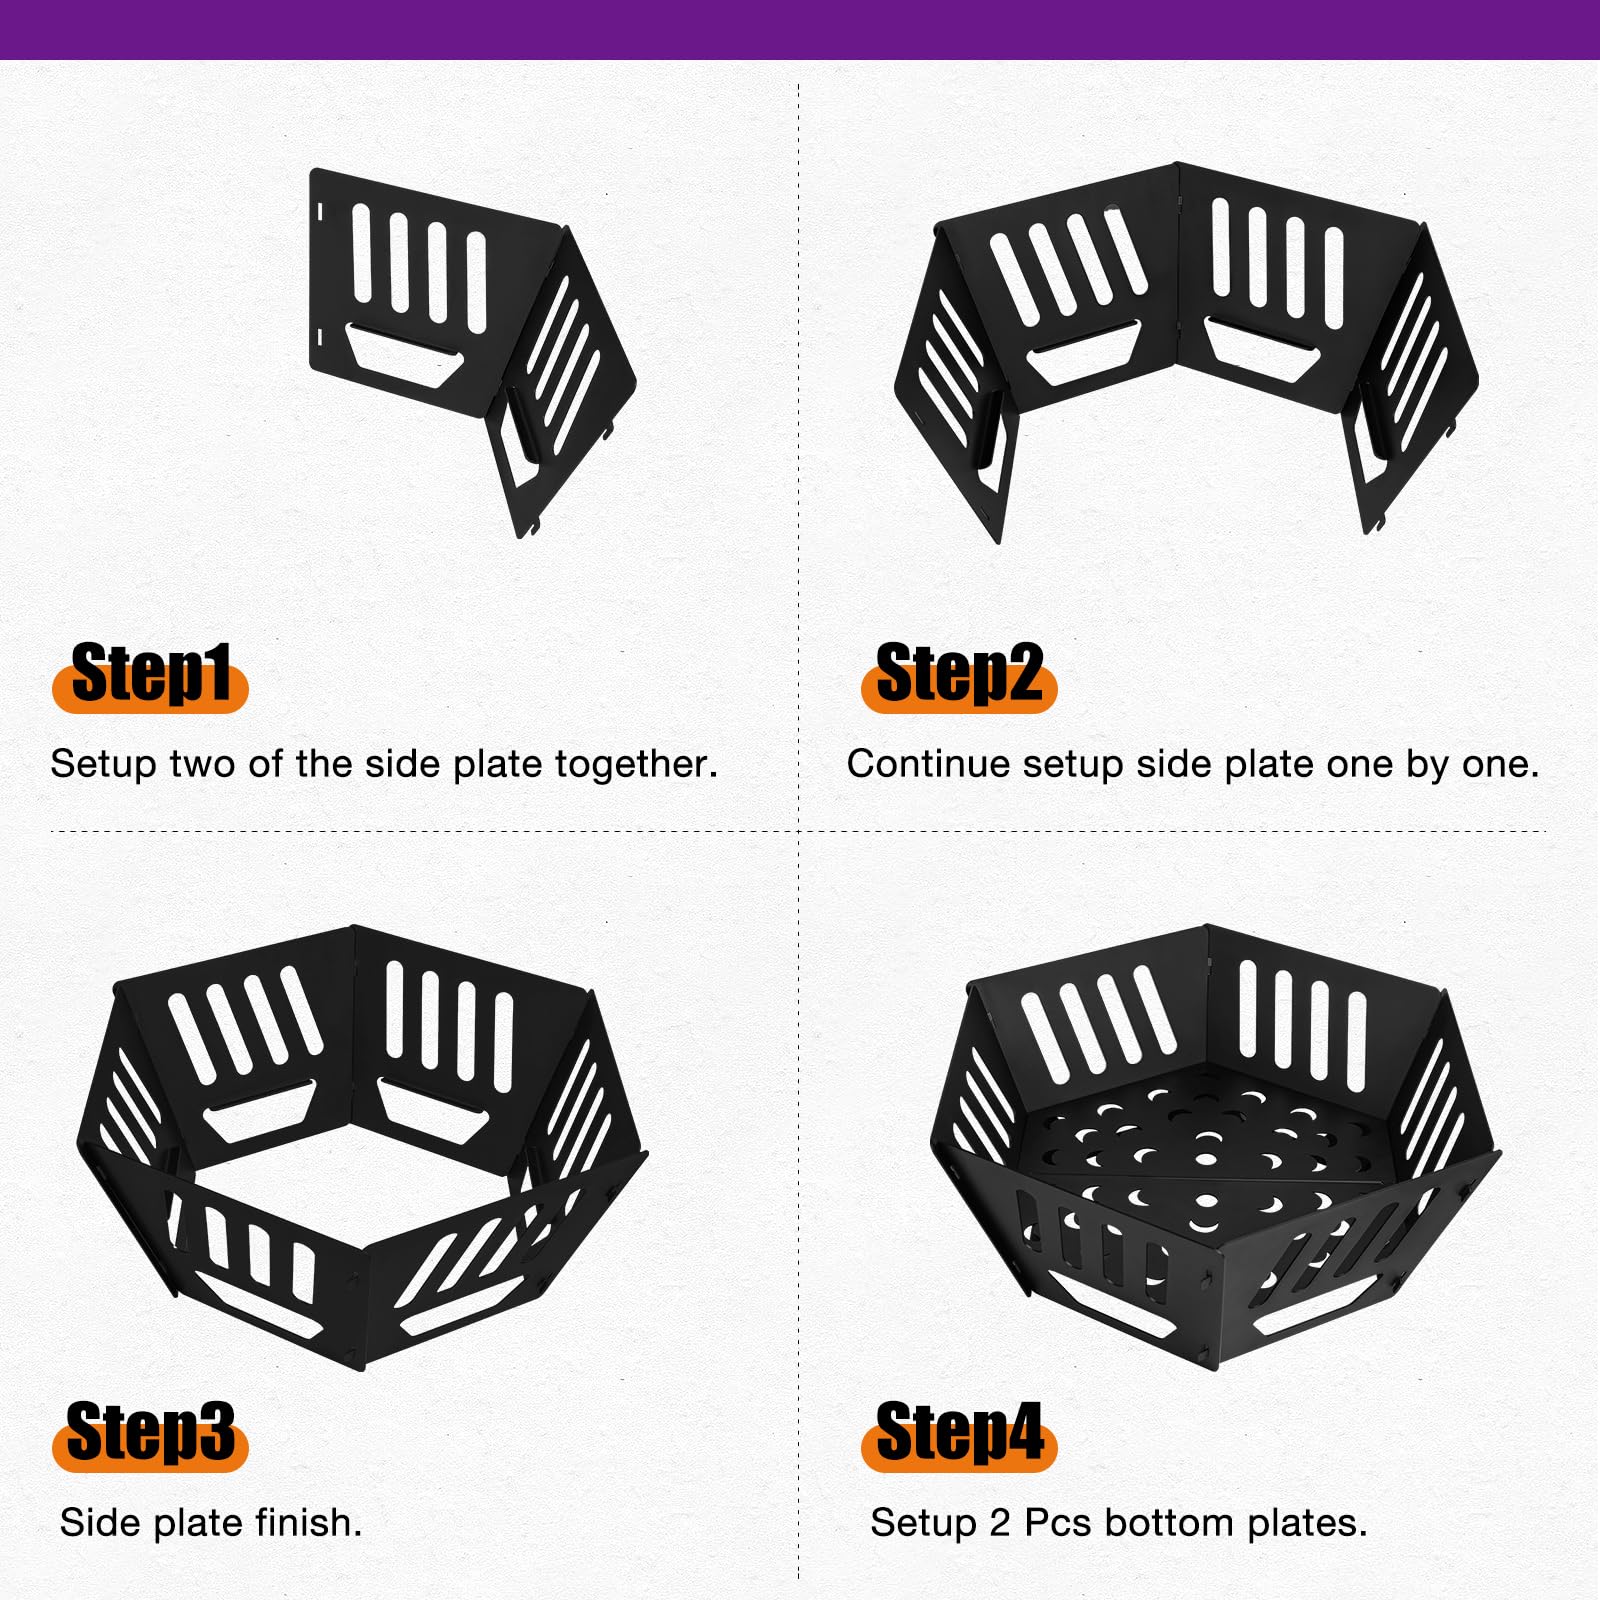 Step1
Setup two of the side plate together.
Step2
Continue setup side plate one by one.
Step3
Side plate finish.
Step4
Setup 2 Pcs bottom plates.